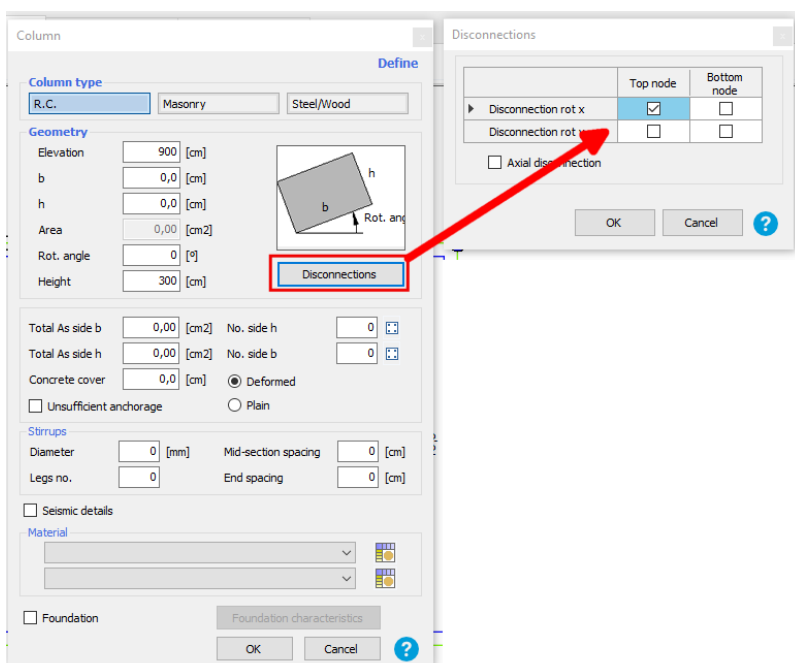 Column
Define
Column type
R.C.
Masonry
Steel/Wood
Geometry
Elevation 900 [cm]
b 0,0 [cm]
h 0,0 [cm]
Area 0,00 [cm2]
Rot. angle 0 [º]
Height 300 [cm]
h
b
Rot. ang
Disconnections
Total As side b 0,00 [cm2] No. side h 0
Total As side h 0,00 [cm2] No. side b 0
Concrete cover 0,0 [cm] Deformed
Unsufficient anchorage Plain
Stirrups
Diameter 0 [mm] Mid-section spacing 0 [cm]
Legs no. 0 End spacing 0 [cm]
Seismic details
Material
Foundation Foundation characteristics
OK Cancel ?
Disconnections
x
Top node Bottom node
Disconnection rot x
Disconnection rot
Axial disconnection
OK Cancel ?